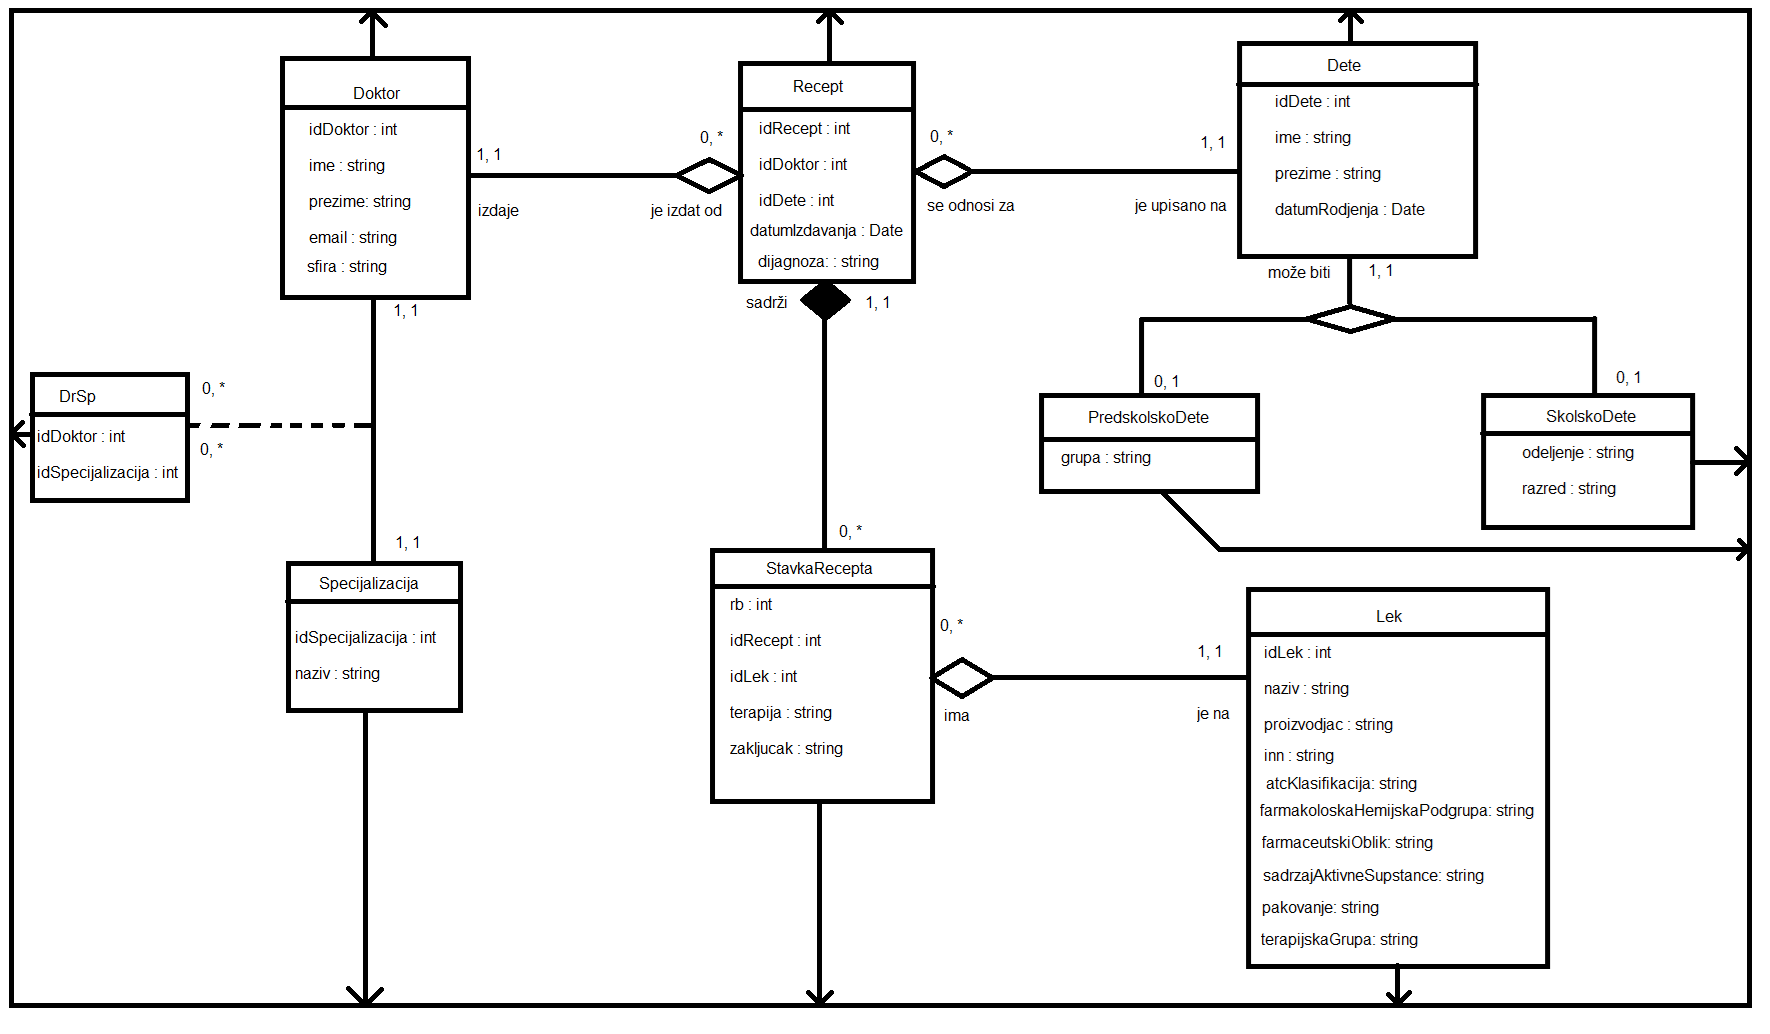 Doktor
idDoktor : int
ime : string
prezime: string
email : string
sfira : string
1, 1
izdaje
0, *
je izdat od
Recept
idRecept : int
idDoktor : int
idDete : int
datumIzdavanja : Date
dijagnoza: : string
0, *
se odnosi za
1, 1
je upisano na
Dete
idDete : int
ime : string
prezime : string
datumRodjenja : Date
može biti
1, 1
sadrži
1, 1
1, 1
DrSp
idDoktor : int
idSpecijalizacija : int
0, *
0, *
0, 1
PredskolskoDete
grupa : string
0, 1
SkolskoDete
odeljenje : string
razred : string
1, 1
Specijalizacija
idSpecijalizacija : int
naziv : string
0, *
StavkaRecepta
rb : int
idRecept : int
idLek : int
terapija : string
zakljucak : string
0, *
ima
1, 1
je na
Lek
idLek : int
naziv : string
proizvodjac : string
inn : string
atcKlasifikacija: string
farmakoloskaHemijskaPodgrupa: string
farmaceutskiOblik: string
sadrzajAktivneSupstance: string
pakovanje: string
terapijskaGrupa: string